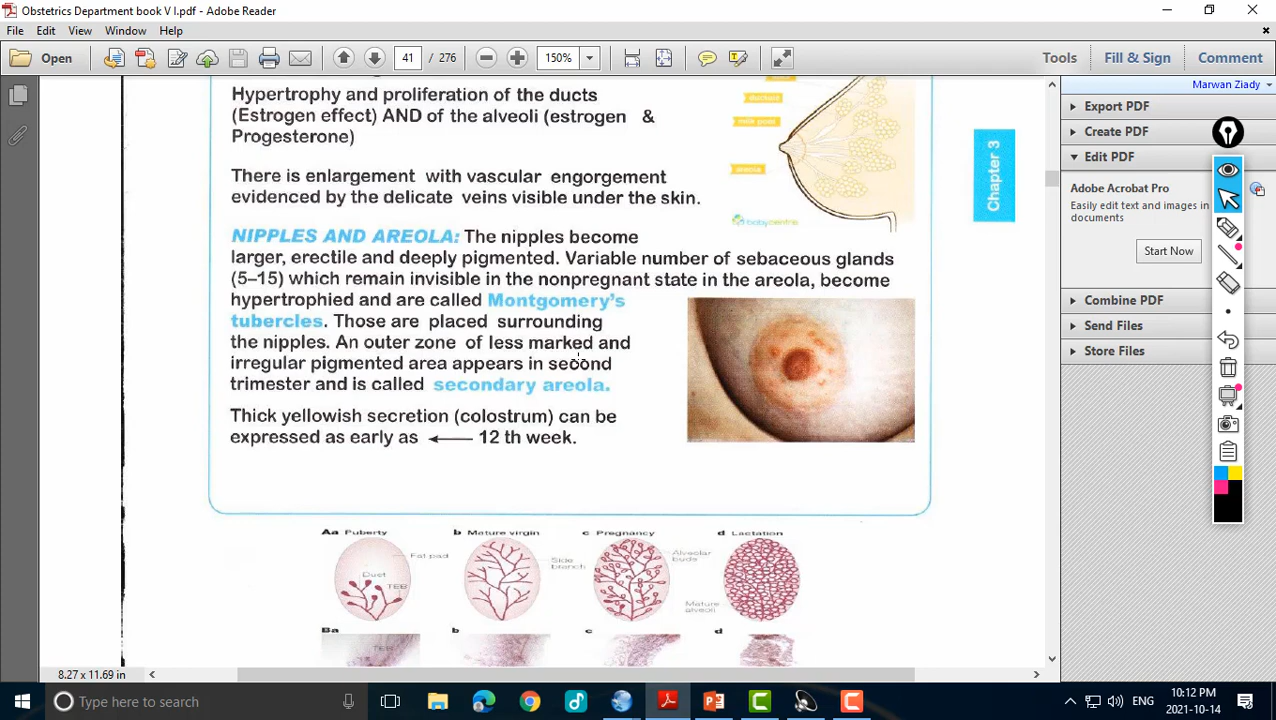 Obstetrics Department book V I.pdf - Adobe Reader
File Edit View Window Help
Open 41 / 276 150% Tools Fill & Sign Comment
Marwan Ziady
Export PDF
Create PDF
Edit PDF
Adobe Acrobat Pro
Easily edit text and images in
documents
Start Now
Combine PDF
Send Files
Store Files
Hypertrophy and proliferation of the ducts
(Estrogen effect) AND of the alveoli (estrogen &
Progesterone)
There is enlargement with vascular engorgement
evidenced by the delicate veins visible under the skin.
areola
NIPPLES AND AREOLA: The nipples become
larger, erectile and deeply pigmented. Variable number of sebaceous glands
(5–15) which remain invisible in the nonpregnant state in the areola, become
hypertrophied and are called Montgomery's
tubercles. Those are placed surrounding
the nipples. An outer zone of less marked and
irregular pigmented area appears in second
trimester and is called secondary areola.
Thick yellowish secretion (colostrum) can be
expressed as early as 12 th week.
Chapter 3
Aa Puberty b Mature virgin c Pregnancy d Lactation
Fat pad
Duct
TEB
Side
branch
Alveolar
buds
Mature
alveoli
Ba b c d
TEB
8.27 x 11.69 in
Type here to search
ENG
10:12 PM
2021-10-14